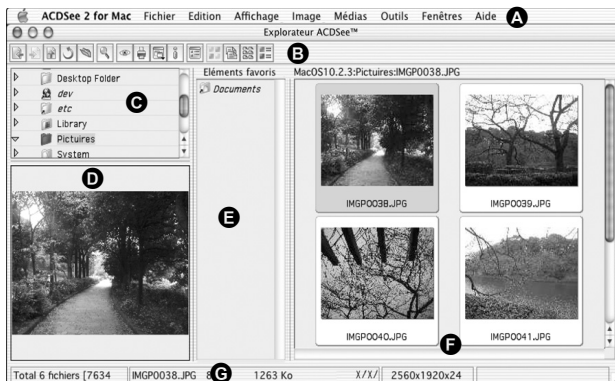 ACDSee 2 for Mac Fichier Edition Affichage Image Médias Outils Fenêtres Aide A
Explorateur ACDSee™
B
Desktop Folder
dev
etc
Library
Pictuires
System
C
Eléments favoris
Documents
MacOS10.2.3:Pictures:IMGP0038.JPG
D
E
IMGP0038.JPG IMGP0039.JPG
IMGP0040.JPG IMGP0041.JPG
F
Total 6 fichiers [7634 IMGP0038.JPG G 1263 Ko X/X/ 2560x1920x24